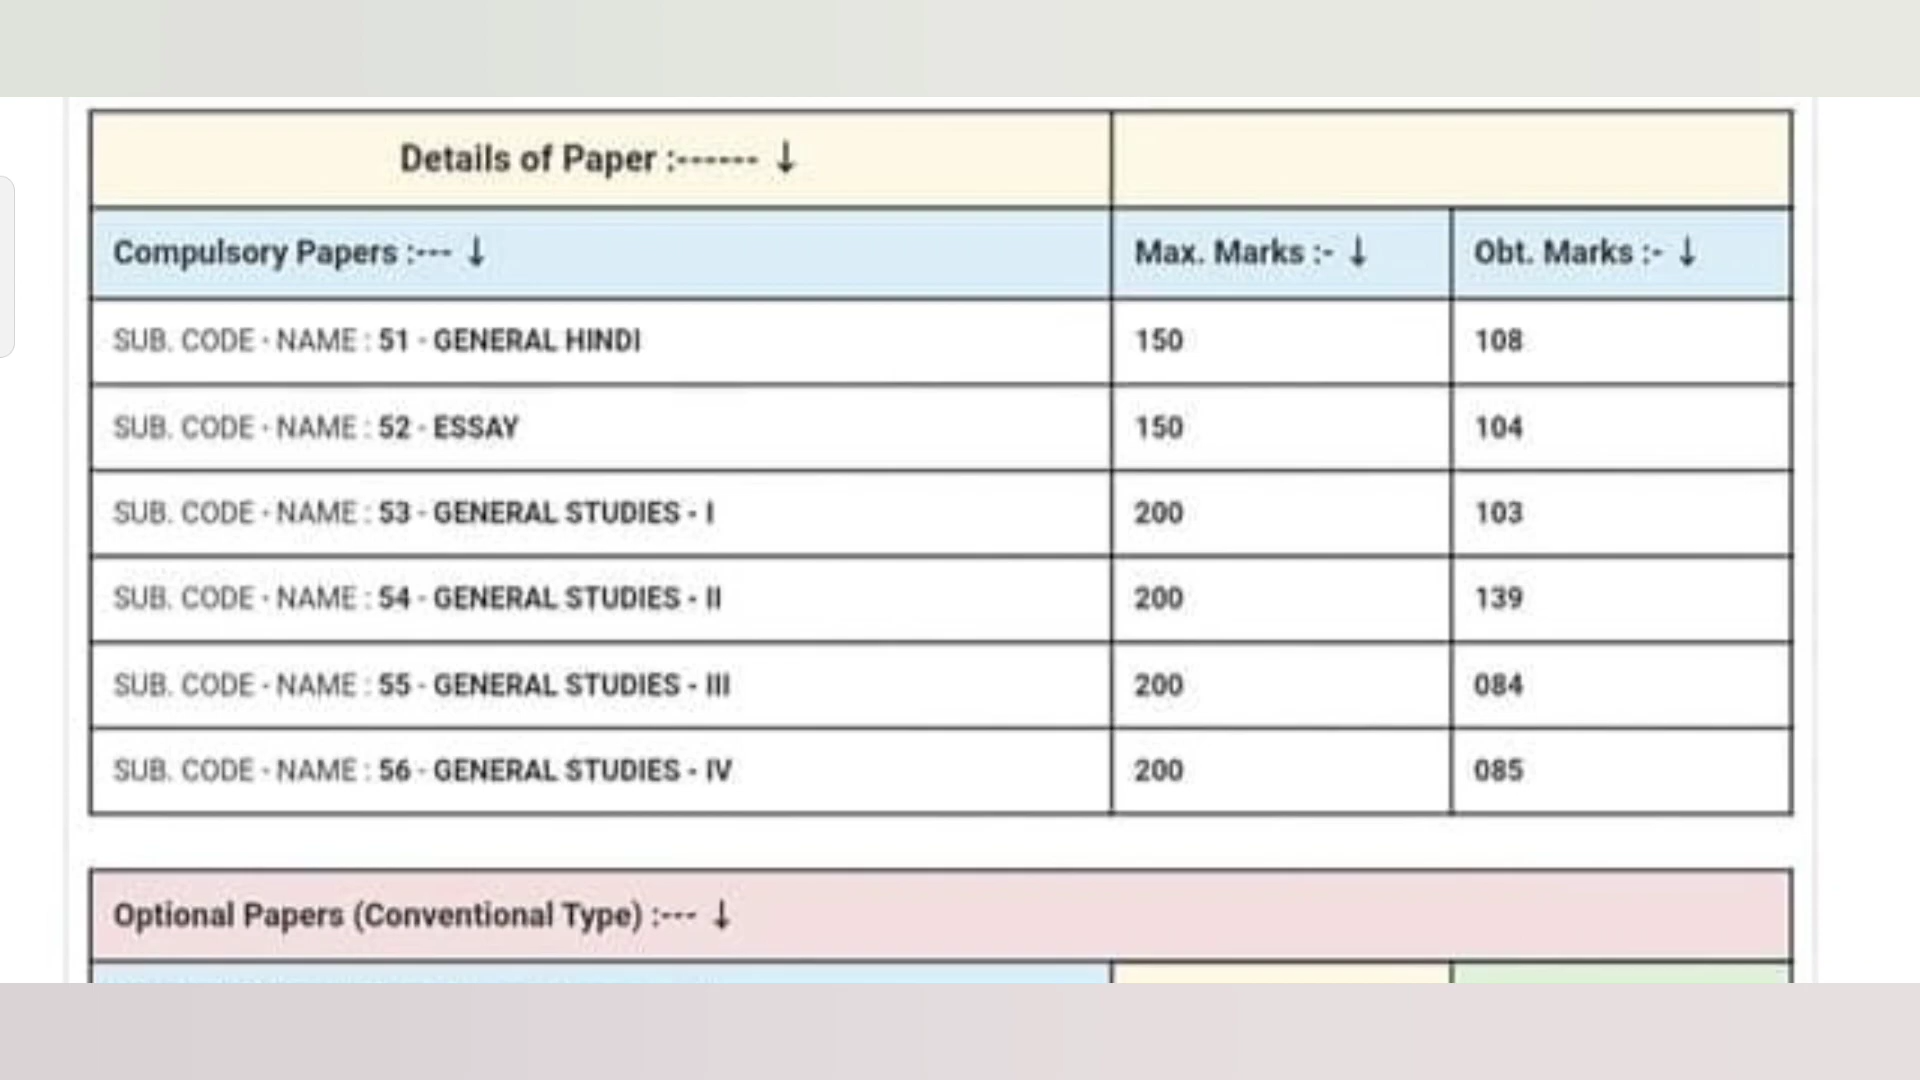 Details of Paper :------ ↓
Compulsory Papers :--- ↓ Max. Marks :- ↓ Obt. Marks :- ↓
SUB. CODE - NAME : 51 - GENERAL HINDI 150 108
SUB. CODE - NAME : 52 - ESSAY 150 104
SUB. CODE - NAME : 53 - GENERAL STUDIES - I 200 103
SUB. CODE - NAME : 54 - GENERAL STUDIES - II 200 139
SUB. CODE - NAME : 55 - GENERAL STUDIES - III 200 084
SUB. CODE - NAME : 56 - GENERAL STUDIES - IV 200 085
Optional Papers (Conventional Type) :--- ↓